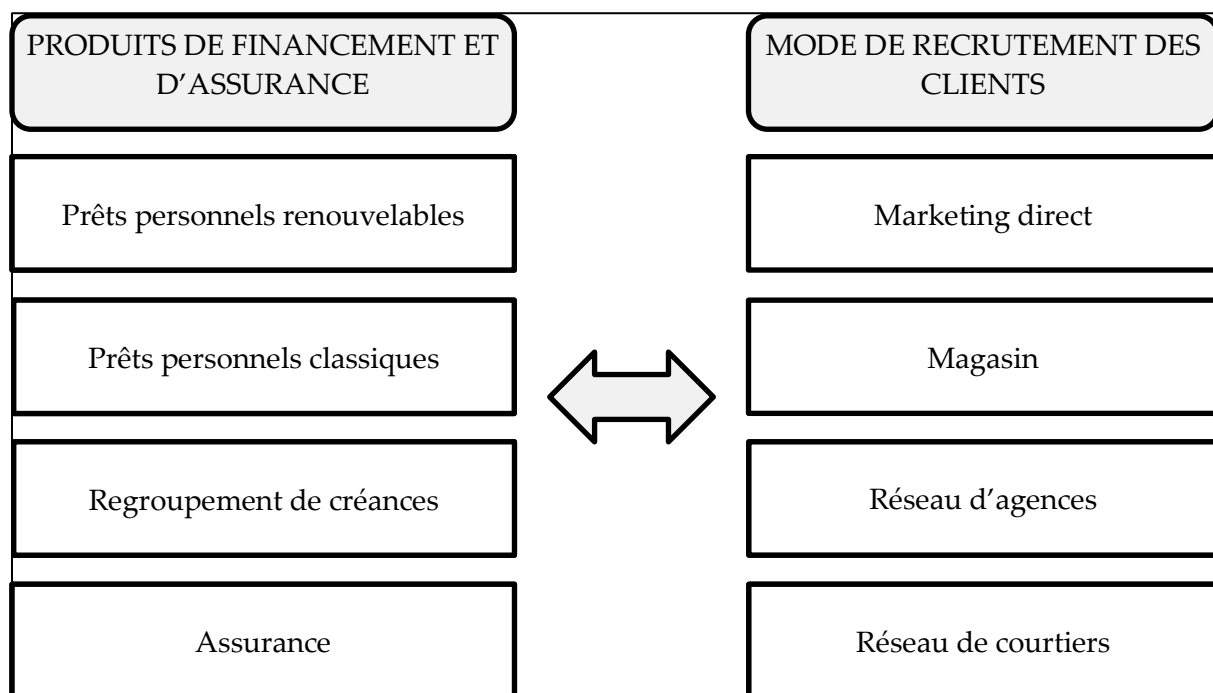 PRODUITS DE FINANCEMENT ET
D’ASSURANCE
MODE DE RECRUTEMENT DES
CLIENTS
Prêts personnels renouvelables
Marketing direct
Prêts personnels classiques
Magasin
Regroupement de créances
Réseau d’agences
Assurance
Réseau de courtiers